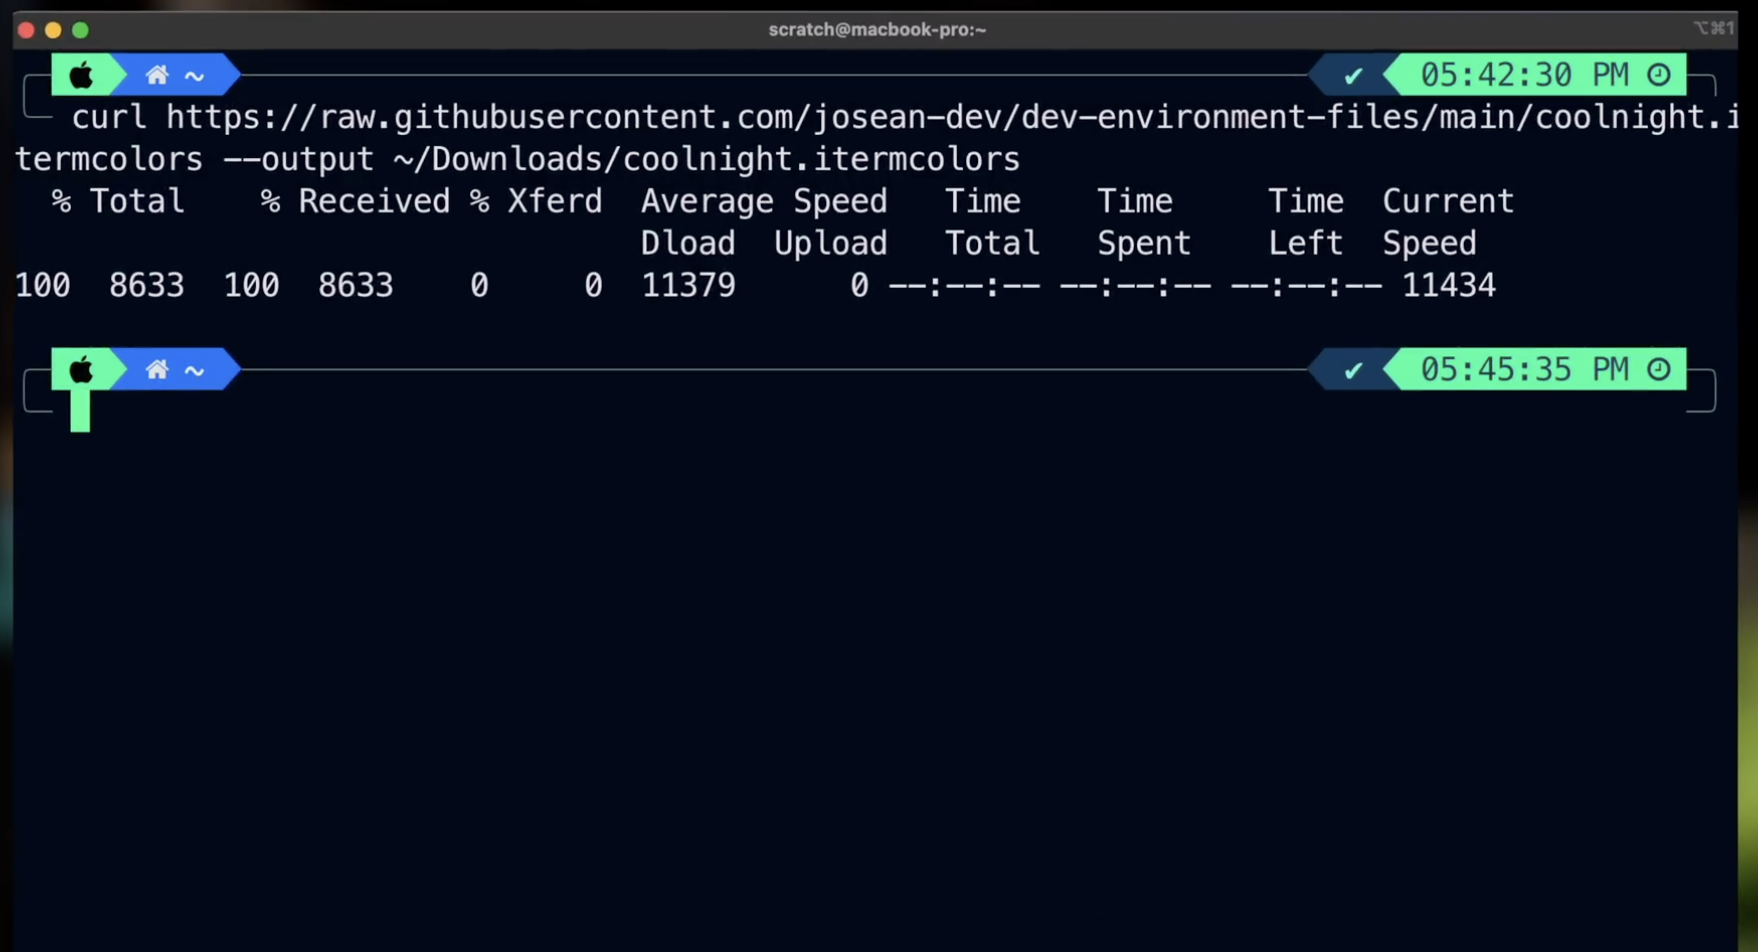 scratch@macbook-pro:~
⌥⌘1
~ ✔ 05:42:30 PM
curl https://raw.githubusercontent.com/josean-dev/dev-environment-files/main/coolnight.i
termcolors --output ~/Downloads/coolnight.itermcolors
% Total % Received % Xferd Average Speed Time Time Time Current
Dload Upload Total Spent Left Speed
100 8633 100 8633 0 0 11379 0 --:--:-- --:--:-- --:--:-- 11434
~ ✔ 05:45:35 PM